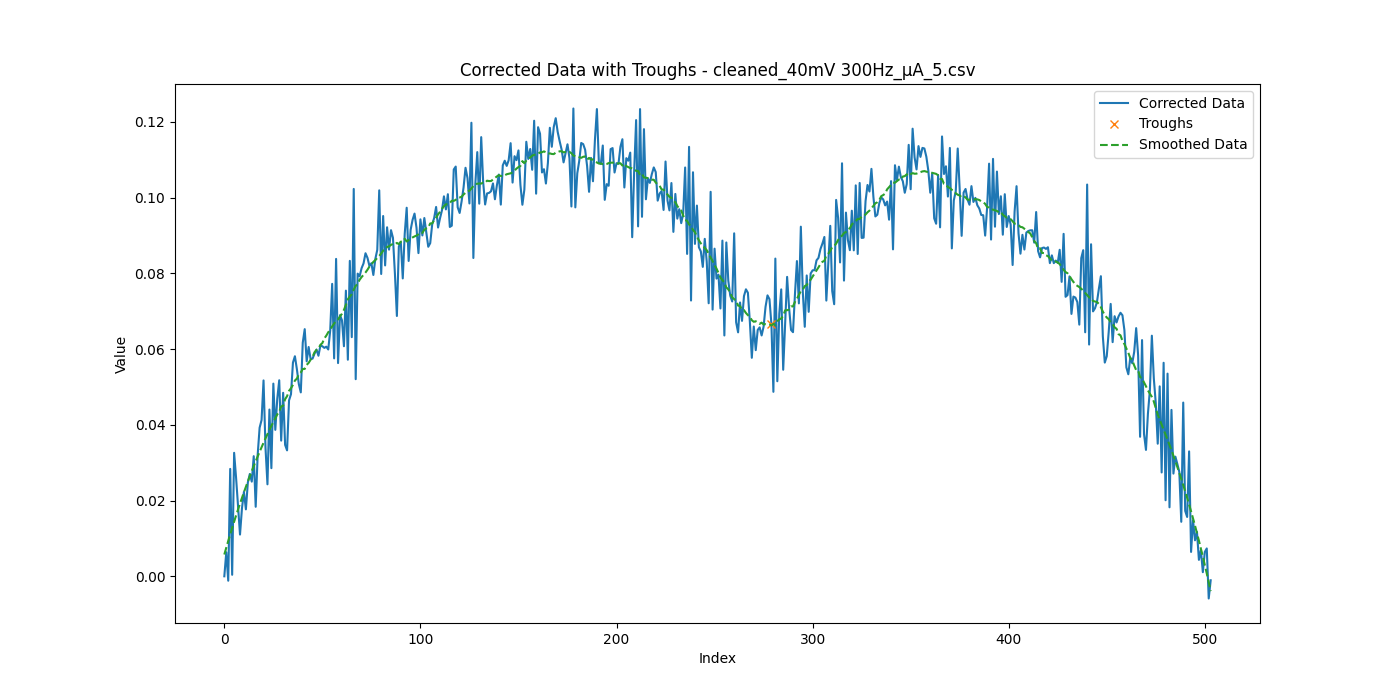 Corrected Data with Troughs - cleaned_40mV 300Hz_μA_5.csv
Corrected Data
Troughs
Smoothed Data
0.12
0.10
0.08
0.06
0.04
0.02
0.00
Value
0 100 200 300 400 500
Index